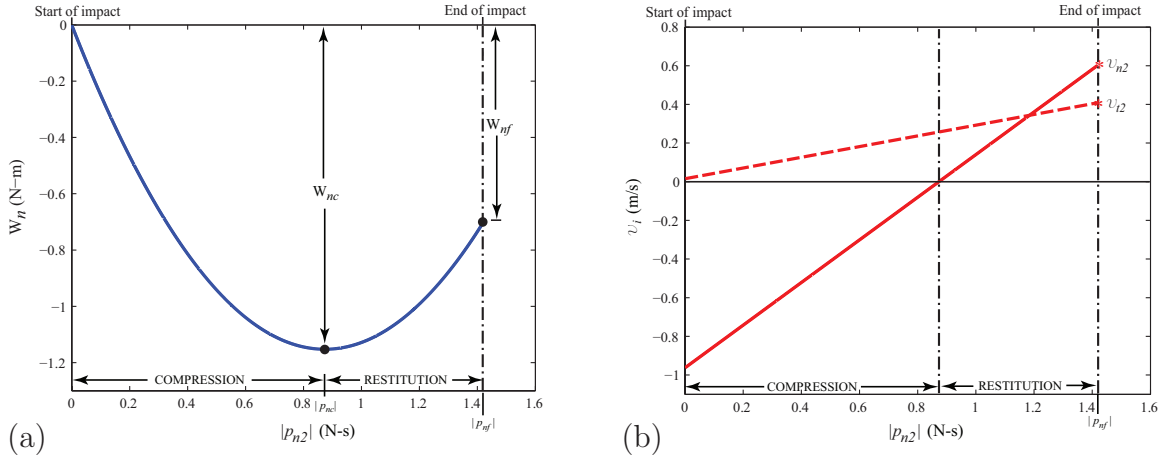 Start of impact
End of impact
0
−0.2
−0.4
−0.6
−0.8
−1
−1.2
W_n (N−m)
W_nc
W_nf
COMPRESSION
RESTITUTION
0 0.2 0.4 0.6 0.8 1 1.2 1.4 1.6
|p_nc|
|p_nf|
|p_n2| (N-s)
(a)
Start of impact
End of impact
0.6
0.4
0.2
0
−0.2
−0.4
−0.6
−0.8
−1
υ_i (m/s)
υ_n2
υ_t2
COMPRESSION
RESTITUTION
0 0.2 0.4 0.6 0.8 1 1.2 1.4 1.6
|p_nf|
|p_n2| (N-s)
(b)